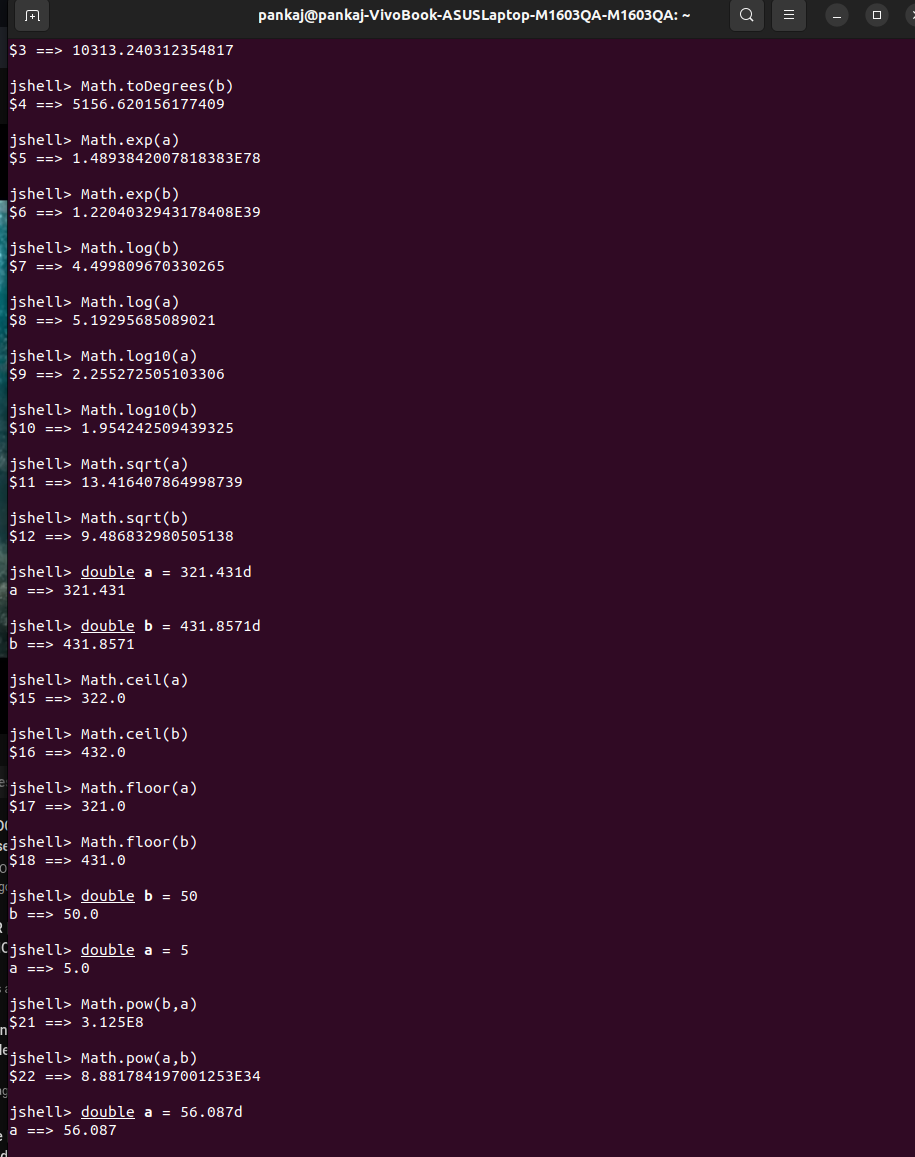 pankaj@pankaj-VivoBook-ASUSLaptop-M1603QA-M1603QA: ~
$3 ==> 10313.240312354817
jshell> Math.toDegrees(b)
$4 ==> 5156.620156177409
jshell> Math.exp(a)
$5 ==> 1.4893842007818383E78
jshell> Math.exp(b)
$6 ==> 1.2204032943178408E39
jshell> Math.log(b)
$7 ==> 4.499809670330265
jshell> Math.log(a)
$8 ==> 5.19295685089021
jshell> Math.log10(a)
$9 ==> 2.255272505103306
jshell> Math.log10(b)
$10 ==> 1.954242509439325
jshell> Math.sqrt(a)
$11 ==> 13.416407864998739
jshell> Math.sqrt(b)
$12 ==> 9.486832980505138
jshell> double a = 321.431d
a ==> 321.431
jshell> double b = 431.8571d
b ==> 431.8571
jshell> Math.ceil(a)
$15 ==> 322.0
jshell> Math.ceil(b)
$16 ==> 432.0
jshell> Math.floor(a)
$17 ==> 321.0
jshell> Math.floor(b)
$18 ==> 431.0
jshell> double b = 50
b ==> 50.0
jshell> double a = 5
a ==> 5.0
jshell> Math.pow(b,a)
$21 ==> 3.125E8
jshell> Math.pow(a,b)
$22 ==> 8.881784197001253E34
jshell> double a = 56.087d
a ==> 56.087